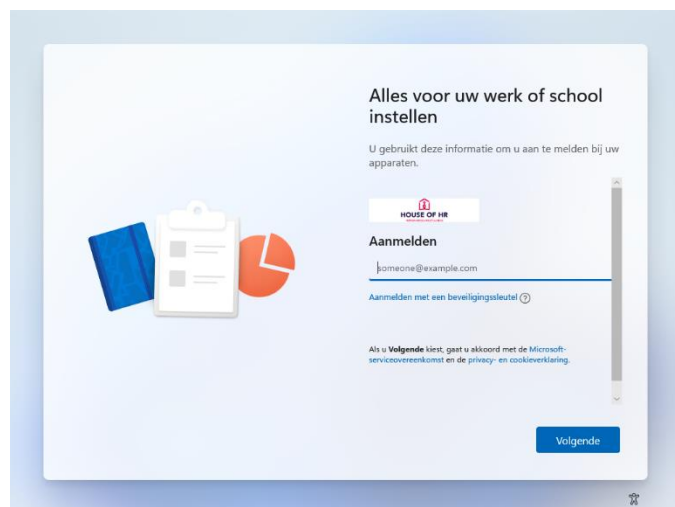 Alles voor uw werk of school
instellen
U gebruikt deze informatie om u aan te melden bij uw
apparaten.
HOUSE OF HR
Aanmelden
someone@example.com
Aanmelden met een beveiligingssleutel
Als u Volgende kiest, gaat u akkoord met de Microsoft-
serviceovereenkomst en de privacy- en cookieverklaring.
Volgende